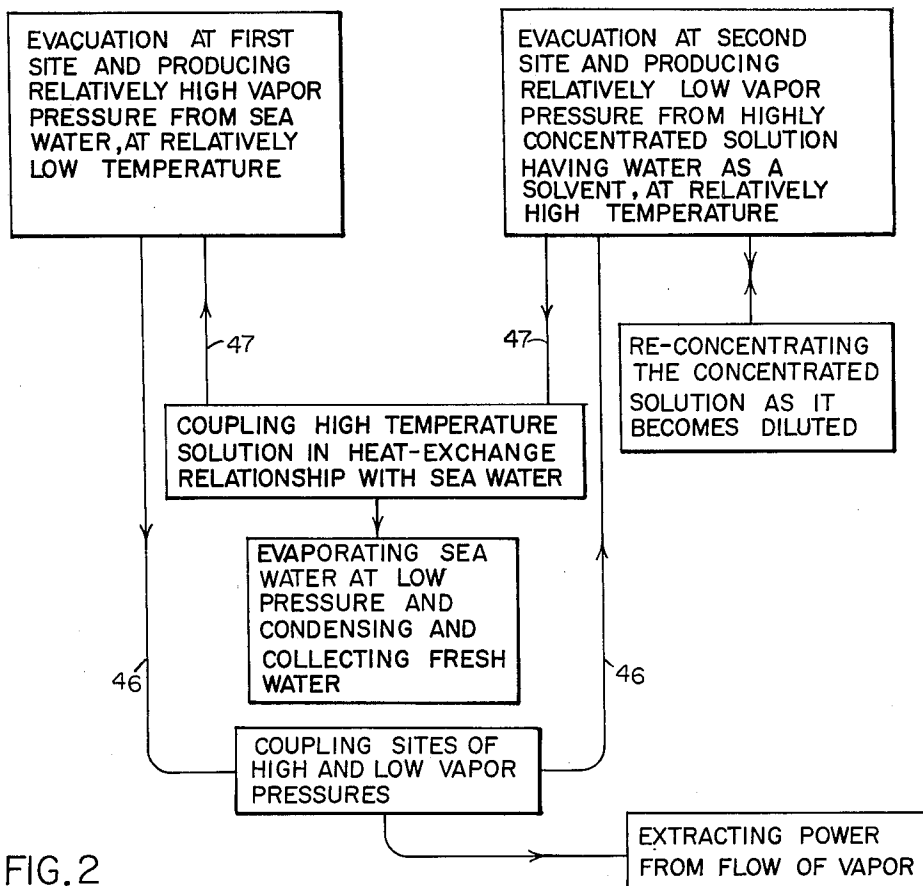 EVACUATION AT FIRST
SITE AND PRODUCING
RELATIVELY HIGH VAPOR
PRESSURE FROM SEA
WATER, AT RELATIVELY
LOW TEMPERATURE
EVACUATION AT SECOND
SITE AND PRODUCING
RELATIVELY LOW VAPOR
PRESSURE FROM HIGHLY
CONCENTRATED SOLUTION
HAVING WATER AS A
SOLVENT, AT RELATIVELY
HIGH TEMPERATURE
47
47
RE-CONCENTRATING
THE CONCENTRATED
SOLUTION AS IT
BECOMES DILUTED
COUPLING HIGH TEMPERATURE
SOLUTION IN HEAT-EXCHANGE
RELATIONSHIP WITH SEA WATER
EVAPORATING SEA
WATER AT LOW
PRESSURE AND
CONDENSING AND
COLLECTING FRESH
WATER
46
46
COUPLING SITES OF
HIGH AND LOW VAPOR
PRESSURES
EXTRACTING POWER
FROM FLOW OF VAPOR
FIG.2